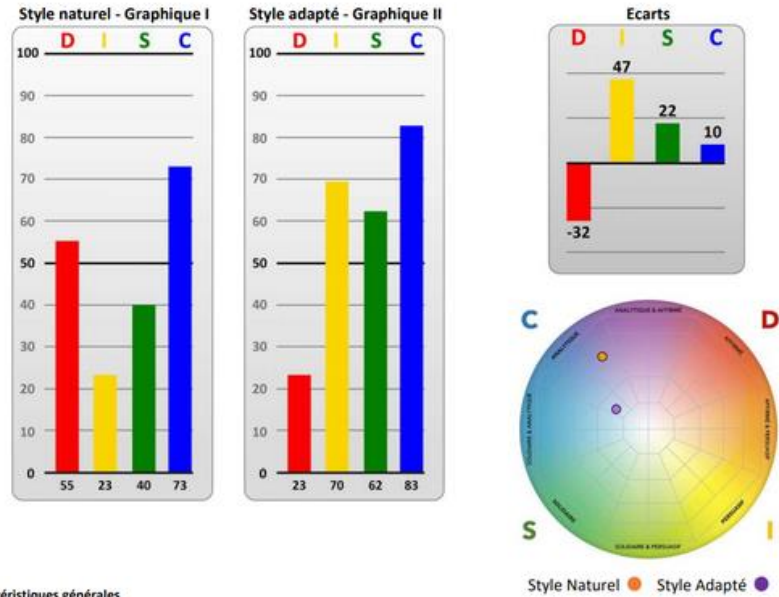 Style naturel - Graphique I
D I S C
100
90
80
70
60
50
40
30
20
10
0
55 23 40 73
Style adapté - Graphique II
D I S C
100
90
80
70
60
50
40
30
20
10
0
23 70 62 83
Ecarts
D I S C
47
22
10
-32
C D
ANALYTIQUE & AFFIRMÉ
ANALYTIQUE
AFFIRMÉ
SOLIDAIRE & ANALYTIQUE
AFFIRMÉ & PERSUASIF
SOLIDAIRE
PERSUASIF
SOLIDAIRE & PERSUASIF
S I
Style Naturel Style Adapté
téristiques générales